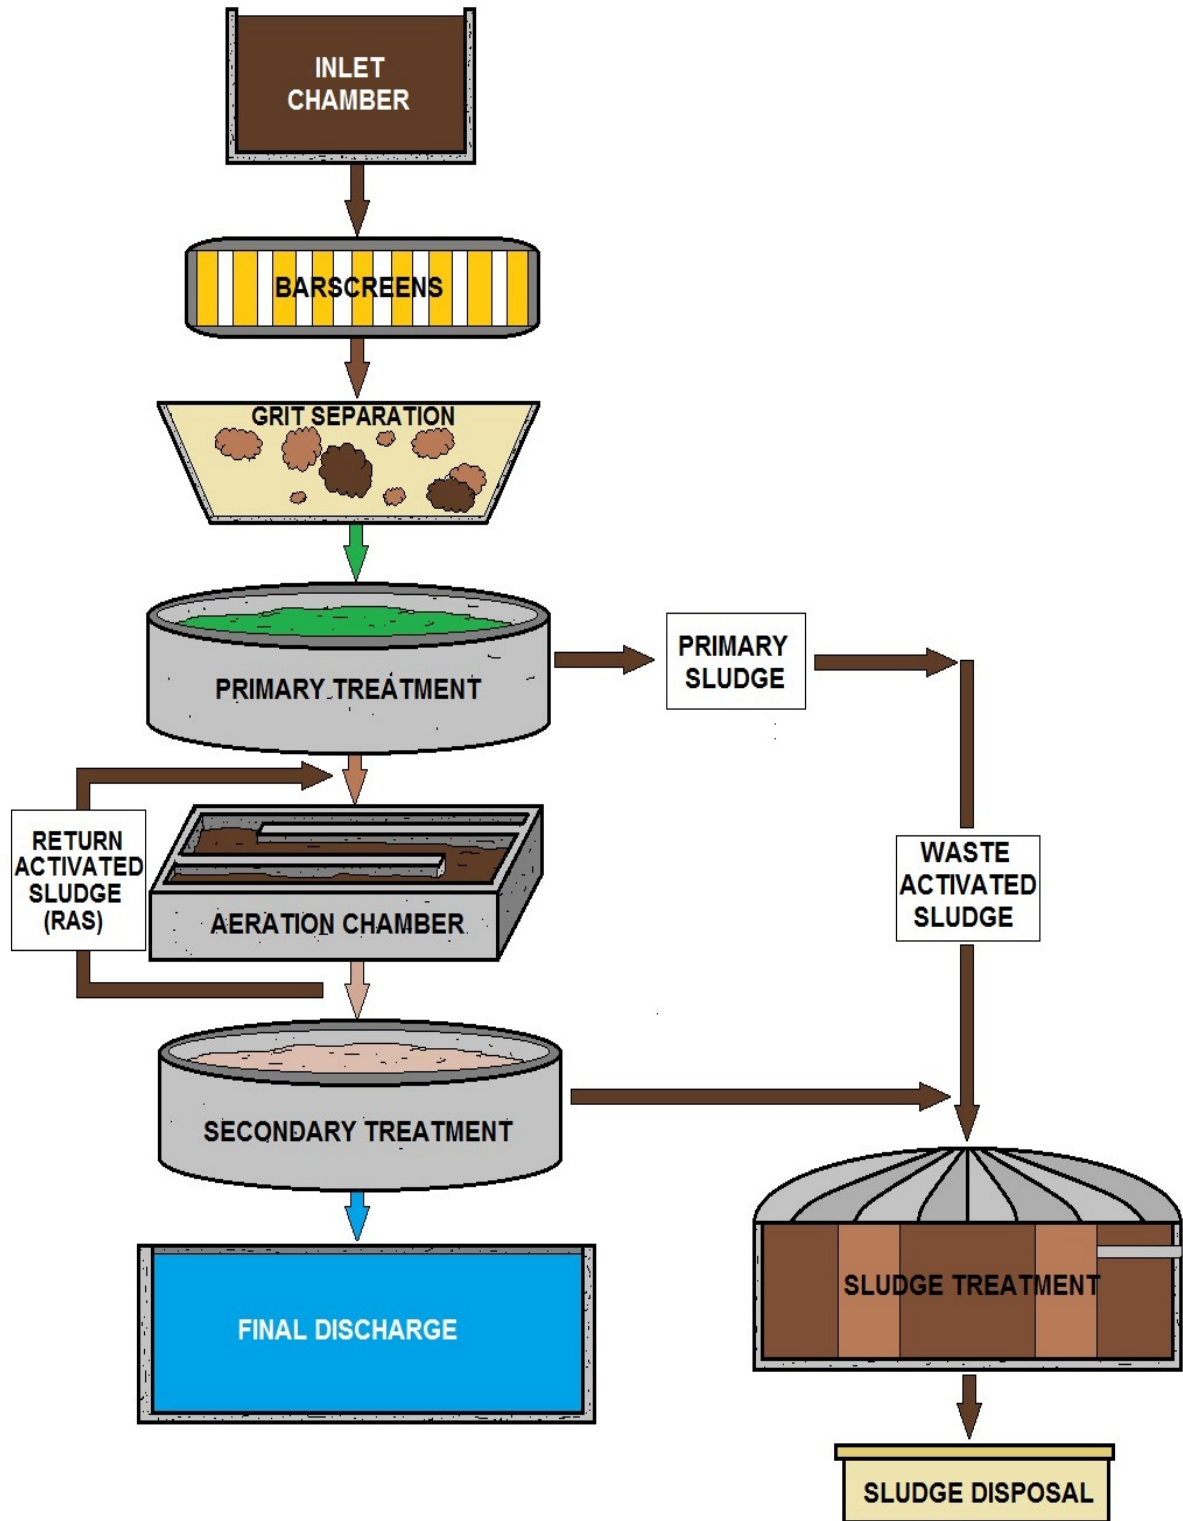 INLET
CHAMBER
BARSCREENS
GRIT SEPARATION
PRIMARY TREATMENT
PRIMARY
SLUDGE
RETURN
ACTIVATED
SLUDGE
(RAS)
AERATION CHAMBER
WASTE
ACTIVATED
SLUDGE
SECONDARY TREATMENT
SLUDGE TREATMENT
FINAL DISCHARGE
SLUDGE DISPOSAL